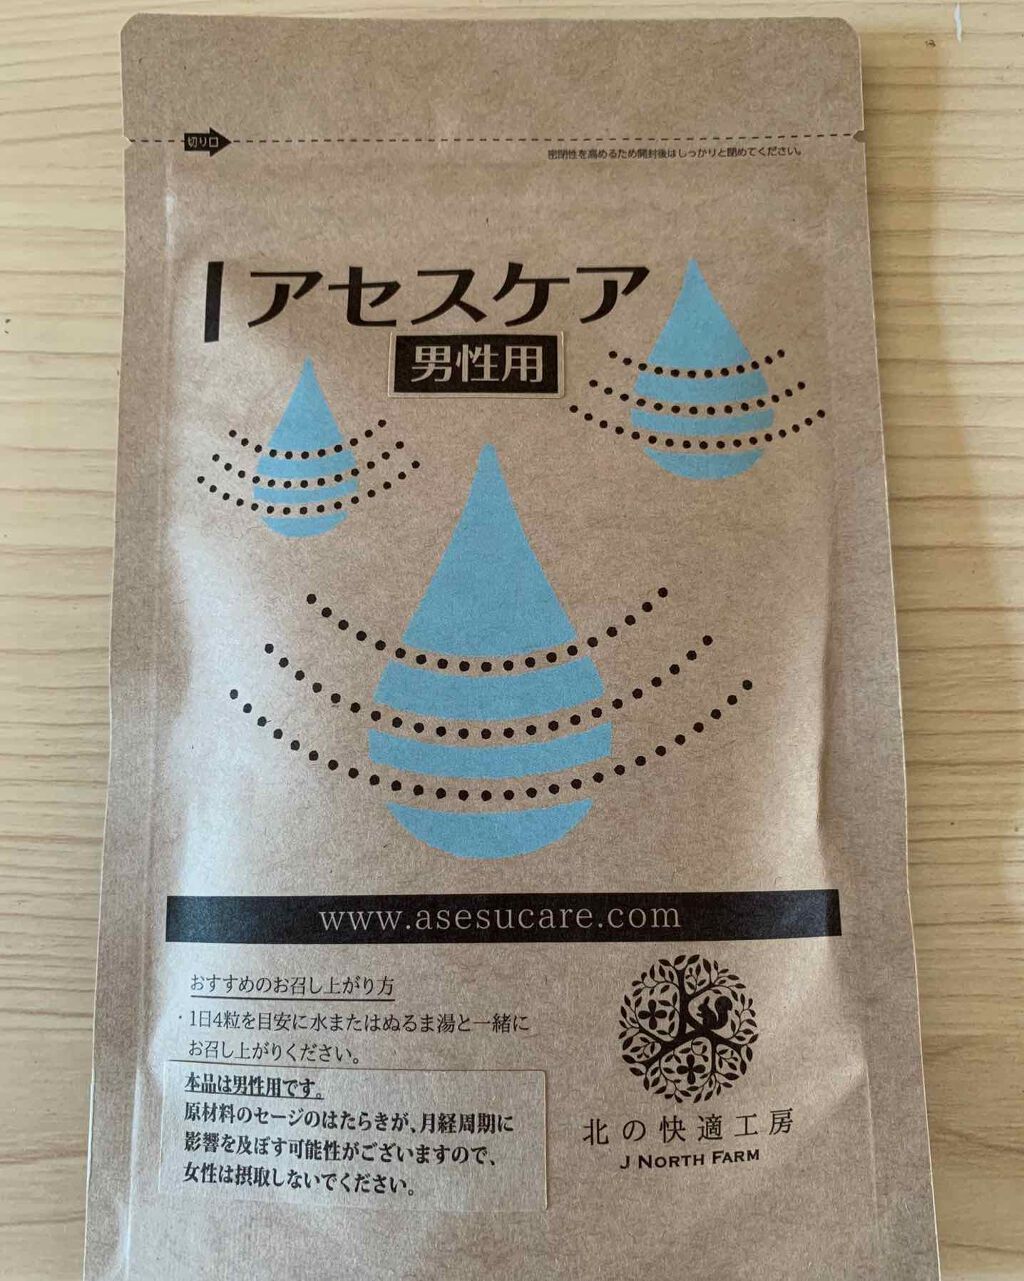 切り口
密閉性を高めるため開封後はしっかりと閉めてください。
アセスケア
男性用
www.asesucare.com
おすすめのお召し上がり方
・1日4粒を目安に水またはぬるま湯と一緒に
お召し上がりください。
本品は男性用です。
原材料のセージのはたらきが、月経周期に
影響を及ぼす可能性がございますので、
女性は摂取しないでください。
北の快適工房
J NORTH FARM